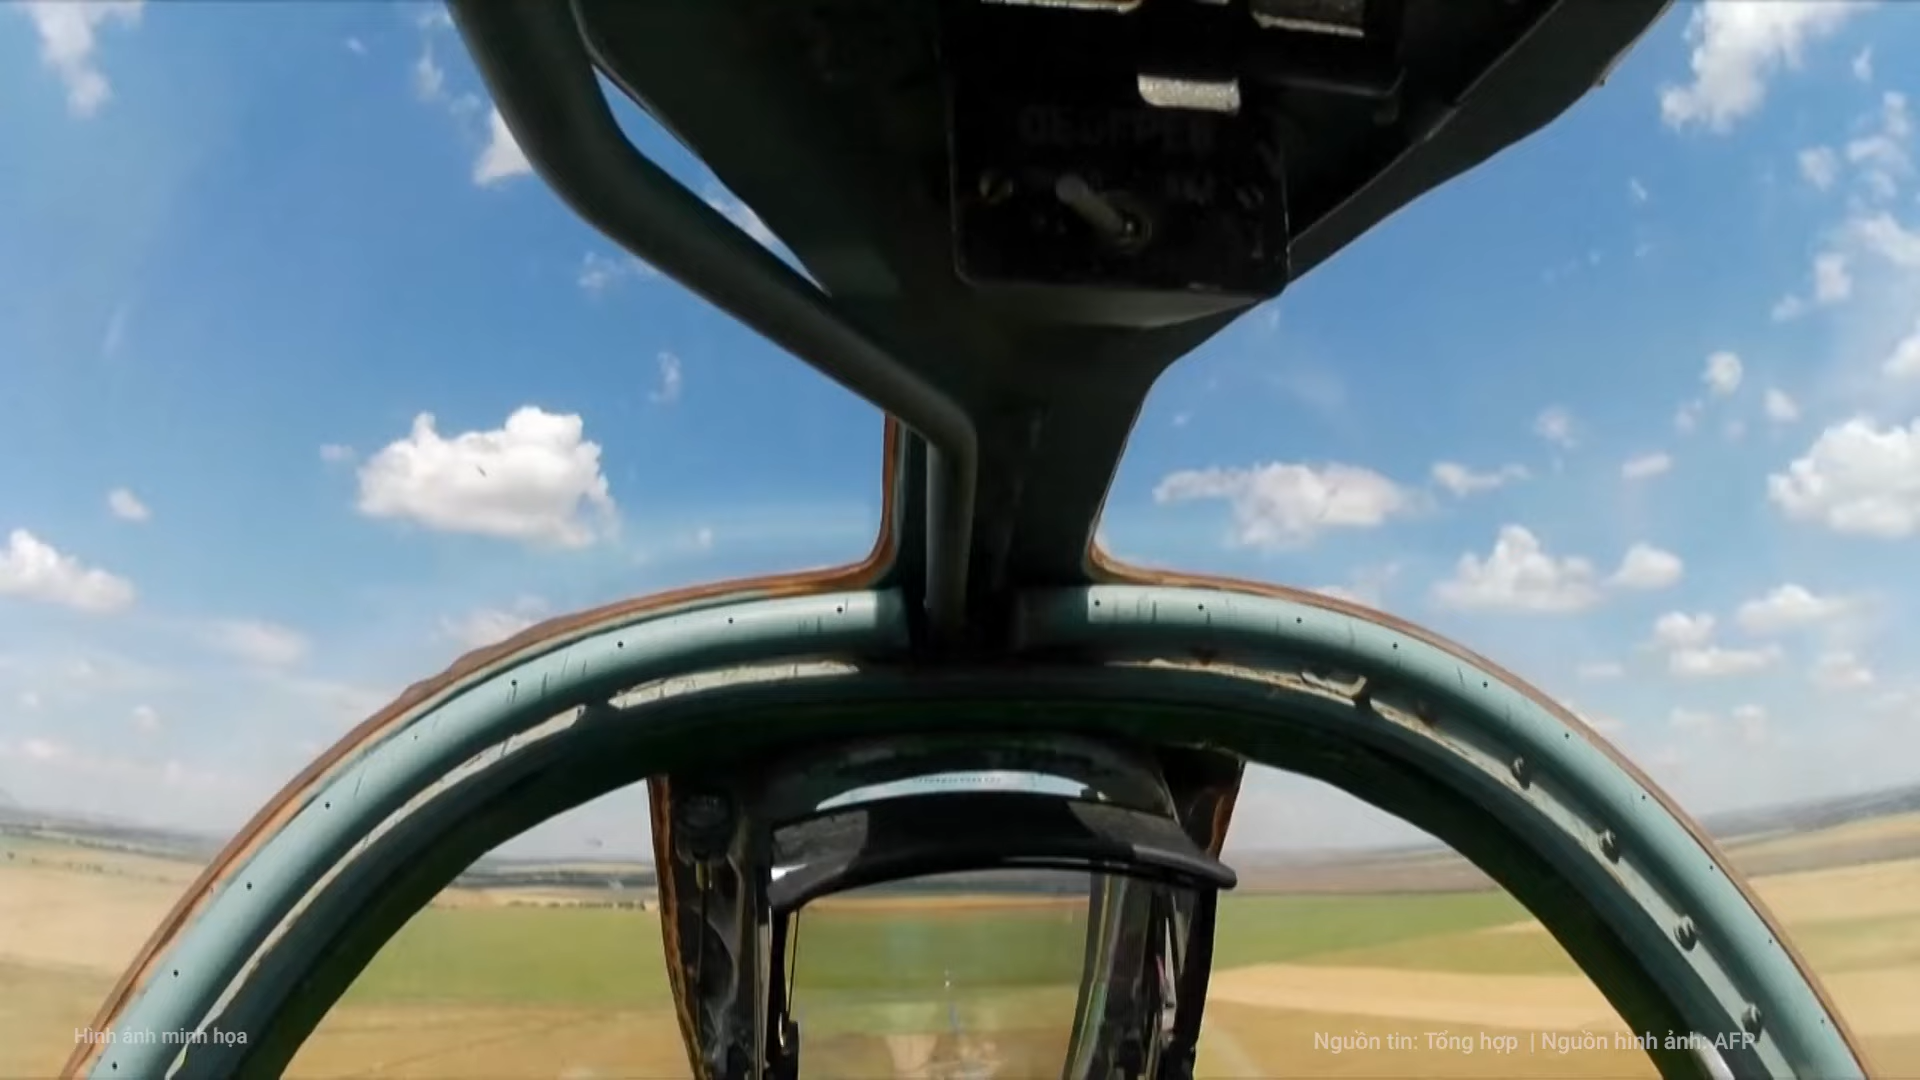 Hình ảnh minh họa
Nguồn tin: Tổng hợp | Nguồn hình ảnh: AFP